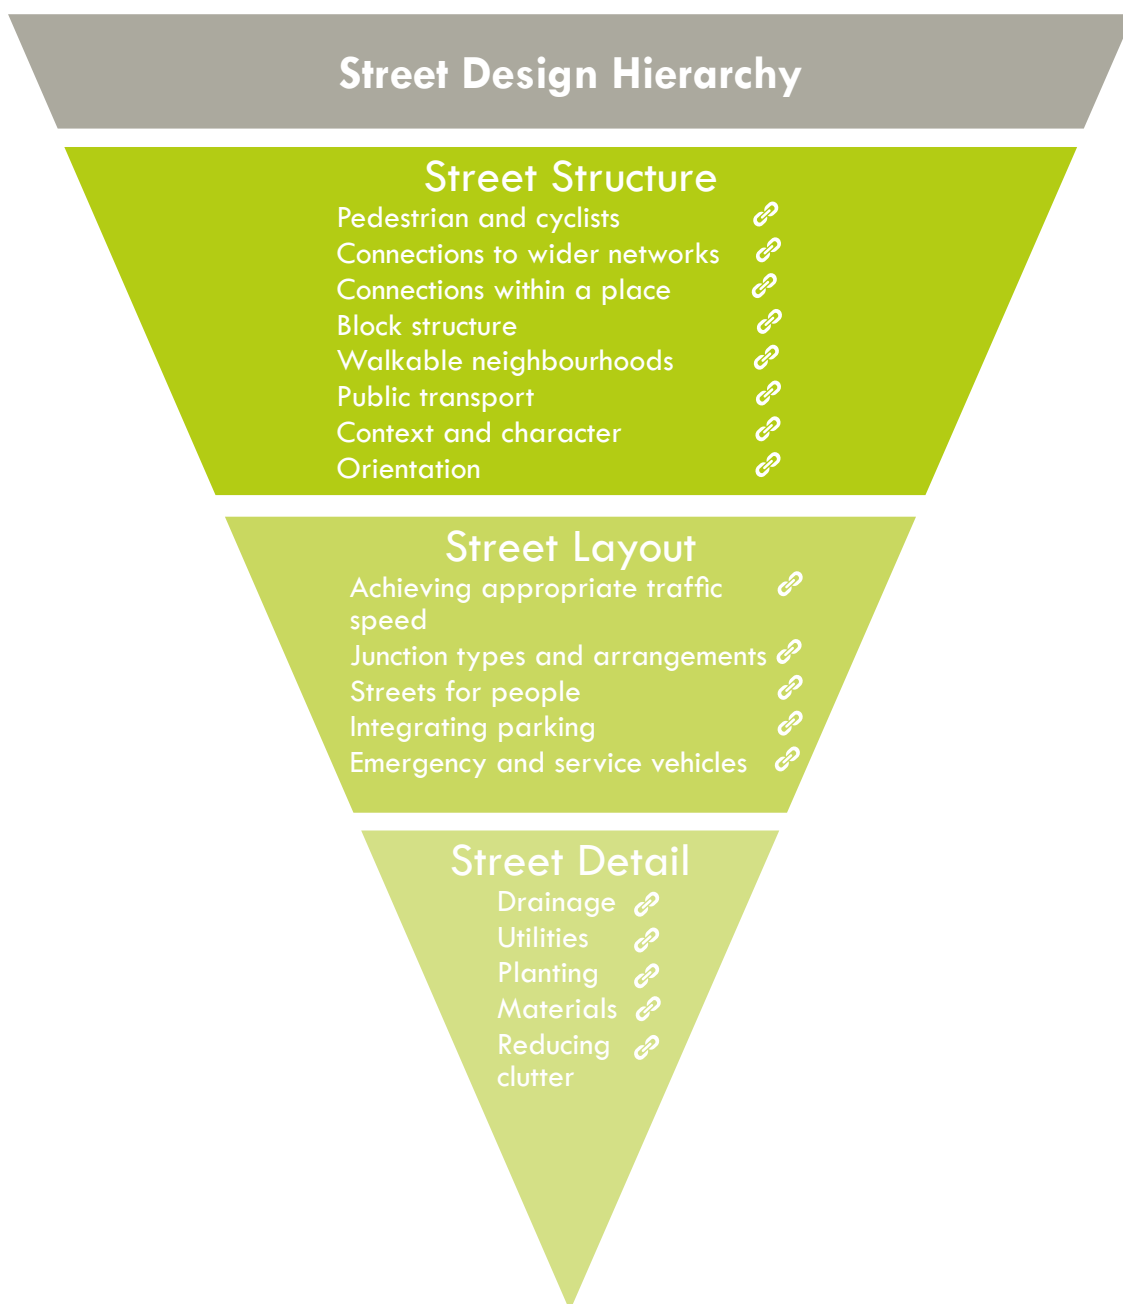 Street Design Hierarchy
Street Structure
Pedestrian and cyclists
Connections to wider networks
Connections within a place
Block structure
Walkable neighbourhoods
Public transport
Context and character
Orientation
Street Layout
Achieving appropriate traffic
speed
Junction types and arrangements
Streets for people
Integrating parking
Emergency and service vehicles
Street Detail
Drainage
Utilities
Planting
Materials
Reducing
clutter